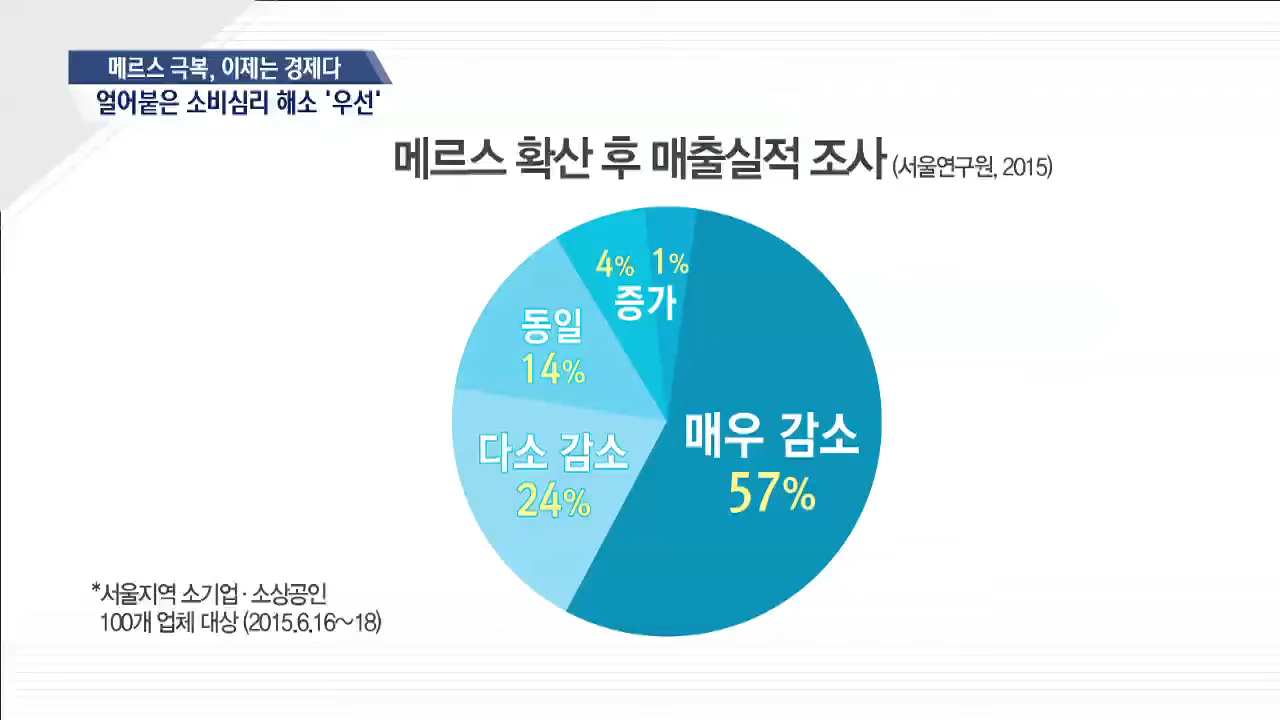 메르스 극복, 이제는 경제다
얼어붙은 소비심리 해소 '우선'
메르스 확산 후 매출실적 조사 (서울연구원, 2015)
4% 1%
증가
동일
14%
매우 감소
57%
다소 감소
24%
*서울지역 소기업·소상공인
100개 업체 대상 (2015.6.16~18)